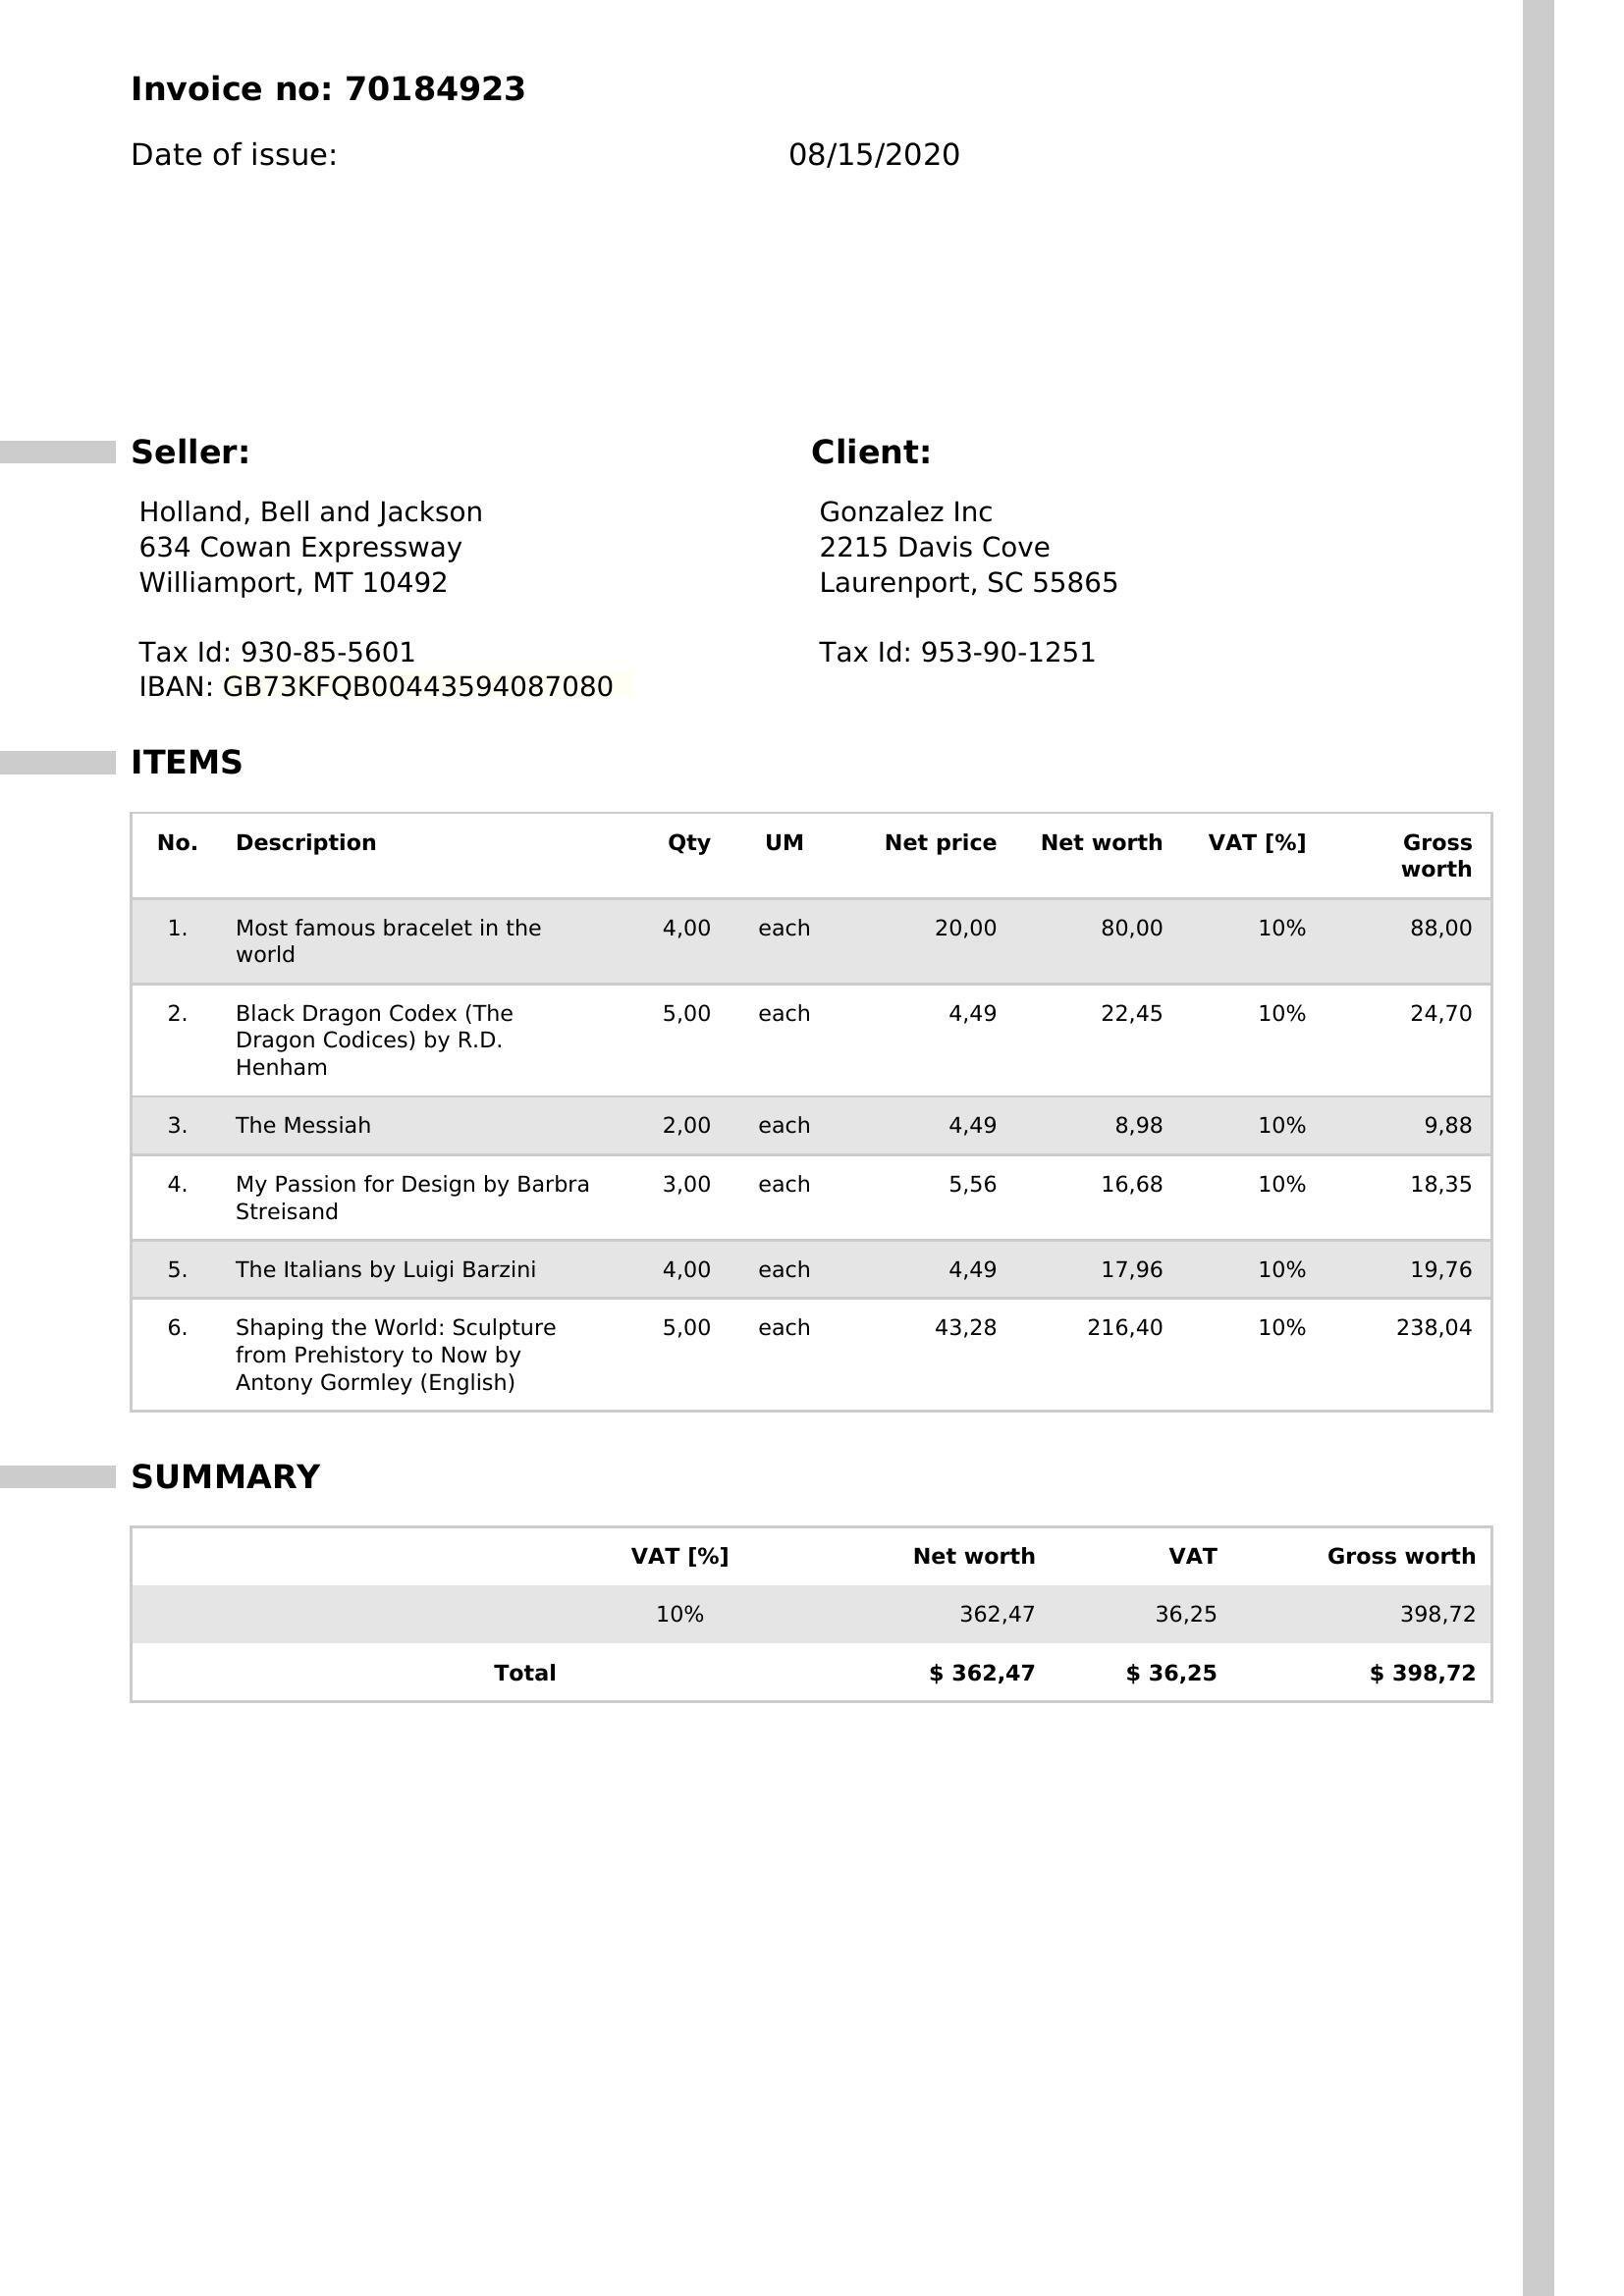 Invoice no: 70184923
Date of issue: 08/15/2020
Seller: Client:
Holland, Bell and Jackson
634 Cowan Expressway
Williamport, MT 10492
Tax Id: 930-85-5601
IBAN: GB73KFQB00443594087080
Gonzalez Inc
2215 Davis Cove
Laurenport, SC 55865
Tax Id: 953-90-1251
ITEMS
No. Description Qty UM Net price Net worth VAT [%] Gross
worth
1. Most famous bracelet in the 4,00 each 20,00 80,00 10% 88,00
world
2. Black Dragon Codex (The 5,00 each 4,49 22,45 10% 24,70
Dragon Codices) by R.D.
Henham
3. The Messiah 2,00 each 4,49 8,98 10% 9,88
4. My Passion for Design by Barbra 3,00 each 5,56 16,68 10% 18,35
Streisand
5. The Italians by Luigi Barzini 4,00 each 4,49 17,96 10% 19,76
6. Shaping the World: Sculpture 5,00 each 43,28 216,40 10% 238,04
from Prehistory to Now by
Antony Gormley (English)
SUMMARY
VAT [%] Net worth VAT Gross worth
10% 362,47 36,25 398,72
Total $ 362,47 $ 36,25 $ 398,72